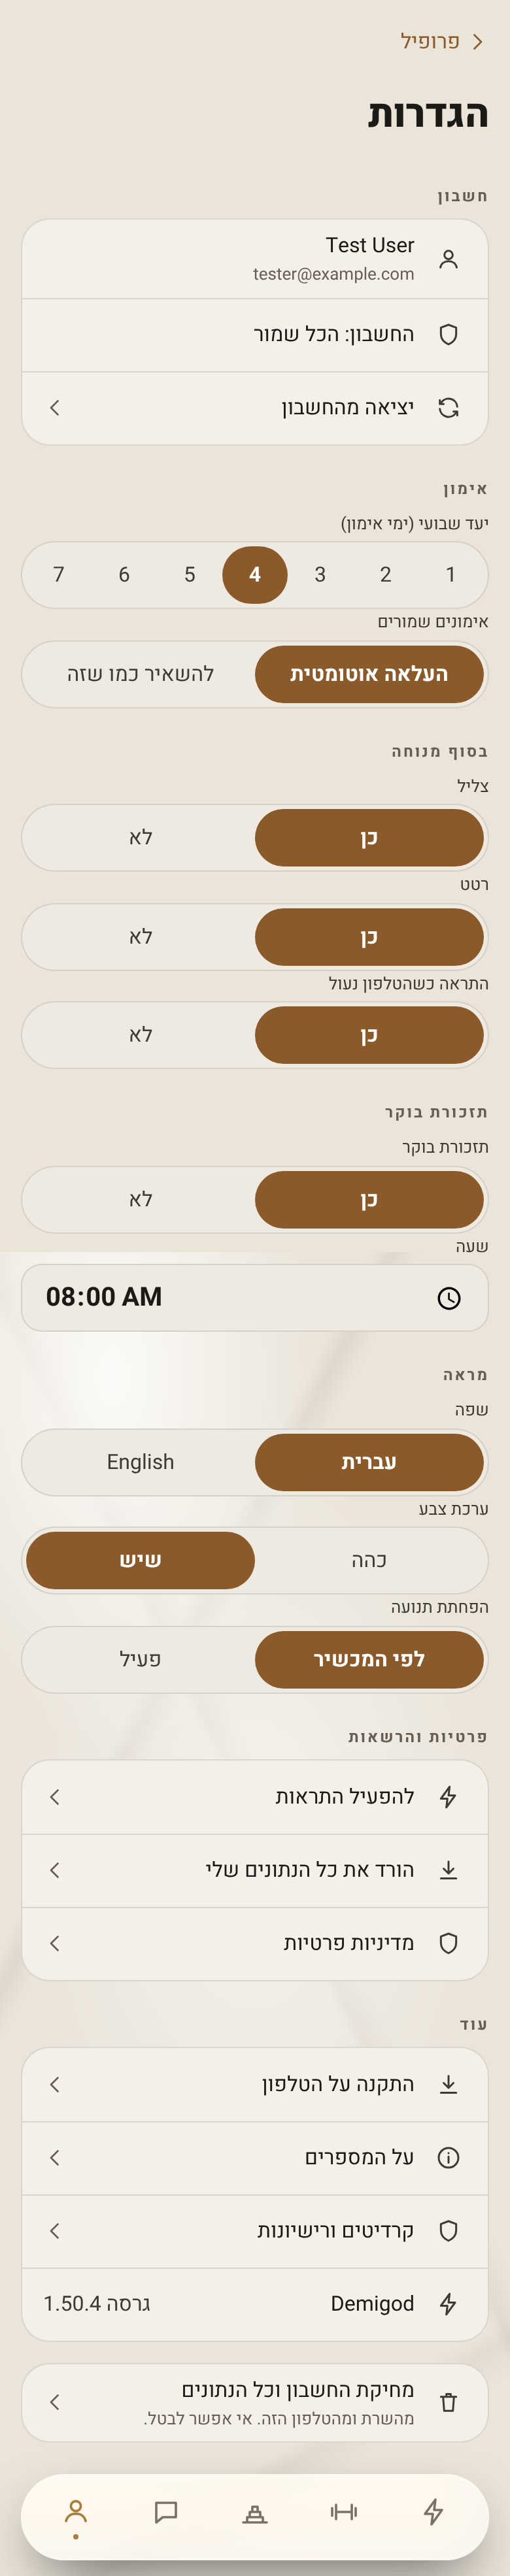 פרופיל
הגדרות
חשבון
Test User
tester@example.com
החשבון: הכל שמור
יציאה מהחשבון
אימון
יעד שבועי (ימי אימון)
1 2 3 4 5 6 7
אימונים שמורים
העלאה אוטומטית להשאיר כמו שזה
בסוף מנוחה
צליל
כן לא
רטט
כן לא
התראה כשהטלפון נעול
כן לא
תזכורת בוקר
תזכורת בוקר
כן לא
שעה
08:00 AM
מראה
שפה
עברית English
ערכת צבע
כהה שיש
הפחתת תנועה
לפי המכשיר פעיל
פרטיות והרשאות
להפעיל התראות
הורד את כל הנתונים שלי
מדיניות פרטיות
עוד
התקנה על הטלפון
על המספרים
קרדיטים ורישיונות
Demigod גרסה 1.50.4
מחיקת החשבון וכל הנתונים
מהשרת ומהטלפון הזה. אי אפשר לבטל.